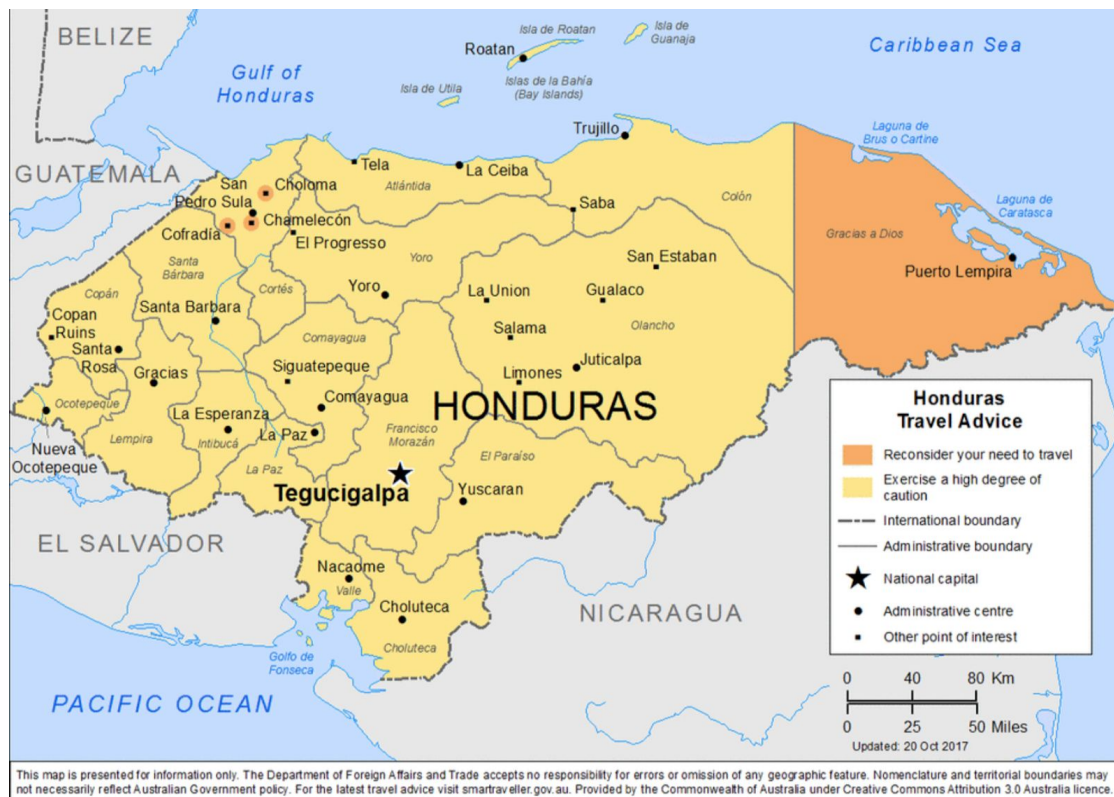 BELIZE
Isla de Roatan
Isla de
Guanaja
Roatan
Caribbean Sea
Gulf of
Honduras
Islas de la Bahía
(Bay Islands)
Isla de Utila
Trujillo
Laguna de
Brus o Cartine
GUATEMALA
Tela
La Ceiba
San
Pedro Sula
Choloma
Atlántida
Colón
Saba
Laguna de
Caratasca
Chamelecón
Cofradía
El Progresso
Gracias a Dios
Yoro
San Estaban
Puerto Lempira
Santa
Bárbara
Copán
Cortés
Yoro
La Union
Gualaco
Santa Barbara
Copan
Ruins
Olancho
Salama
Comayagua
Santa
Rosa
Siguatepeque
Juticalpa
Gracias
Limones
Ocotepeque
Comayagua
HONDURAS
La Esperanza
Francisco
Morazán
La Paz
Lempira
Intibucá
Nueva
Ocotepeque
La Paz
El Paraíso
Tegucigalpa
Yuscaran
EL SALVADOR
Nacaome
Valle
Choluteca
NICARAGUA
Choluteca
Golfo de
Fonseca
PACIFIC OCEAN
Honduras
Travel Advice
Reconsider your need to travel
Exercise a high degree of
caution
International boundary
Administrative boundary
National capital
Administrative centre
Other point of interest
0 40 80 Km
0 25 50 Miles
Updated: 20 Oct 2017
This map is presented for information only. The Department of Foreign Affairs and Trade accepts no responsibility for errors or omission of any geographic feature. Nomenclature and territorial boundaries may
not necessarily reflect Australian Government policy. For the latest travel advice visit smartraveller.gov.au. Provided by the Commonwealth of Australia under Creative Commons Attribution 3.0 Australia licence.